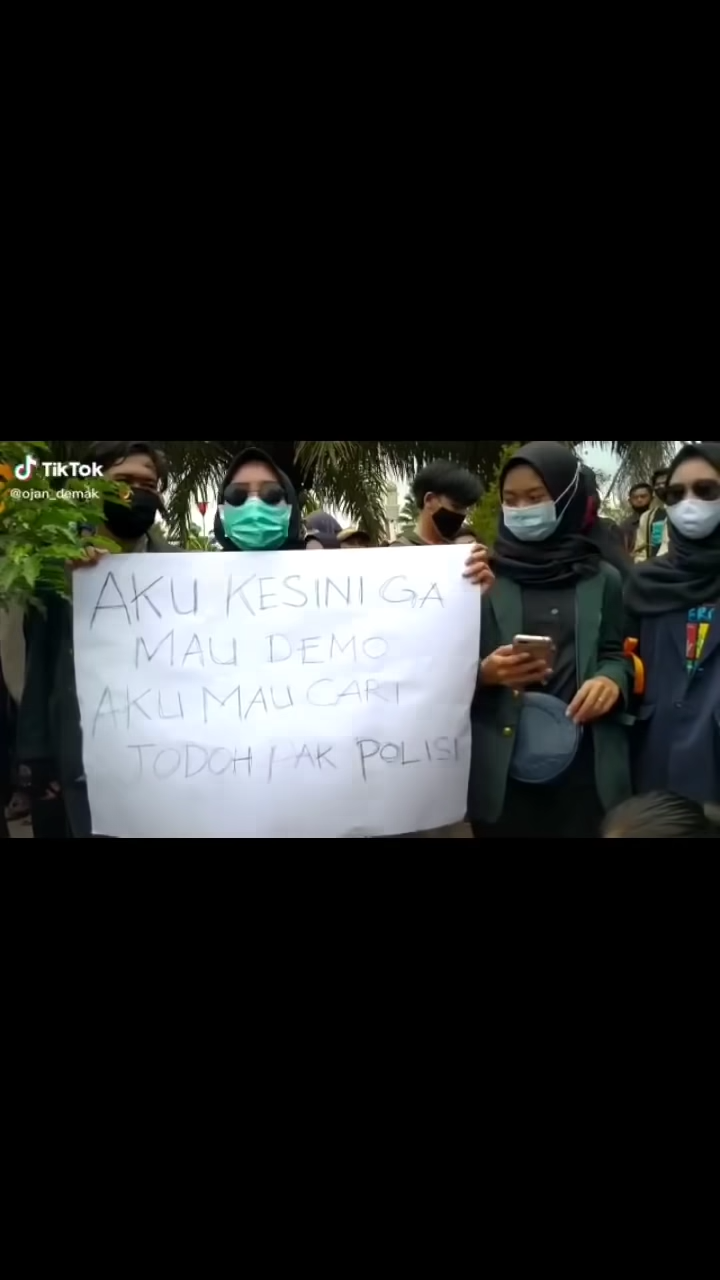 TikTok
@ojan_demak
AKU KESINI GA
MAU DEMO
AKU MAU CARI
JODOH PAK POLISI